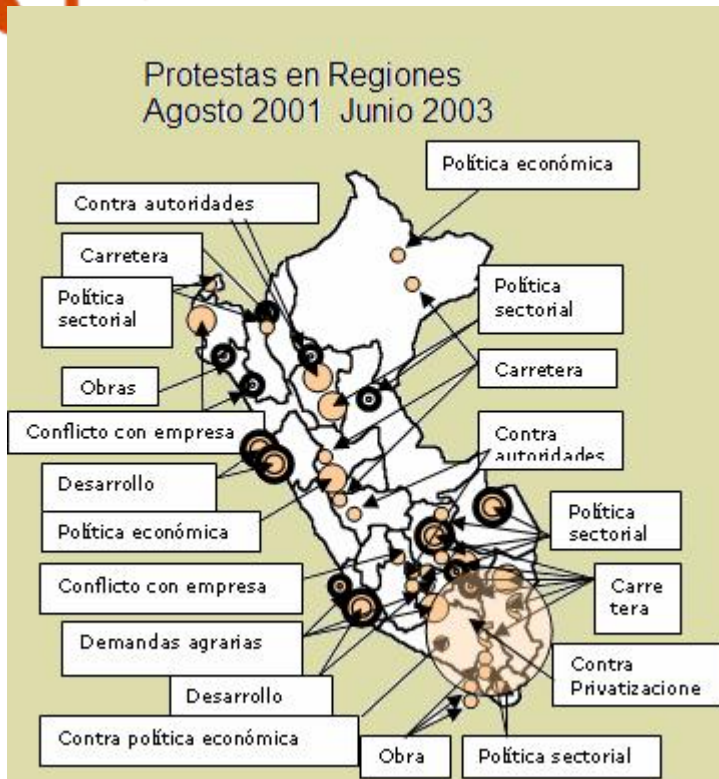 Protestas en Regiones
Agosto 2001 Junio 2003
Política económica
Contra autoridades
Carretera
Política
sectorial
Política
sectorial
Carretera
Obras
Conflicto con empresa
Contra
autoridades
Desarrollo
Política económica
Política
sectorial
Conflicto con empresa
Carre
tera
Demandas agrarias
Contra
Privatizacione
Desarrollo
Contra política económica
Obra
Política sectorial